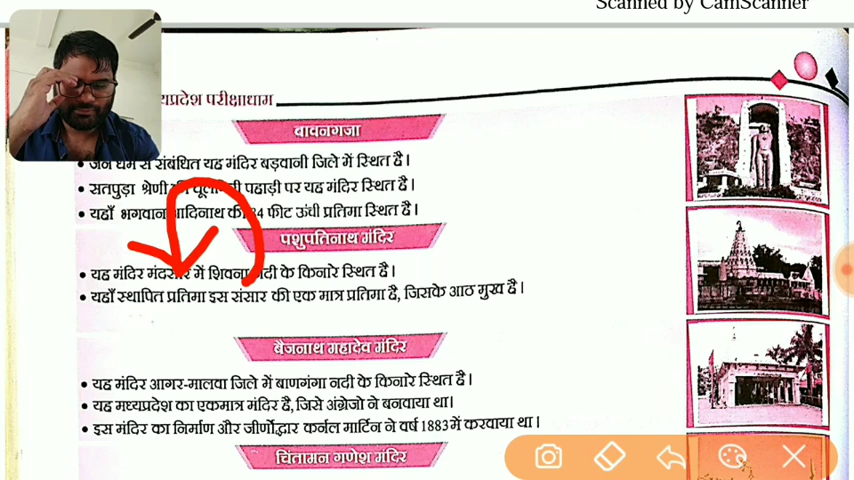 Scanned by CamScanner
यप्रदेश परीक्षाधाम
बावनगजा
• जैन धर्म से संबंधित यह मंदिर बड़वानी जिले में स्थित है।
• सतपुड़ा श्रेणी की पहाड़ी पर यह मंदिर स्थित है।
• यहाँ भगवान आदिनाथ की 84 फीट ऊंची प्रतिमा स्थित है।
पशुपतिनाथ मंदिर
• यह मंदिर मंदसौर में शिवना नदी के किनारे स्थित है।
• यहाँ स्थापित प्रतिमा इस संसार की एक मात्र प्रतिमा है, जिसके आठ मुख है।
बैजनाथ महादेव मंदिर
• यह मंदिर आगर-मालवा जिले में बाणगंगा नदी के किनारे स्थित है।
• यह मध्यप्रदेश का एकमात्र मंदिर है, जिसे अंग्रेजो ने बनवाया था।
• इस मंदिर का निर्माण और जीर्णोद्धार कर्नल मार्टिन ने वर्ष 1883 में करवाया था।
चिंतामन गणेश मंदिर